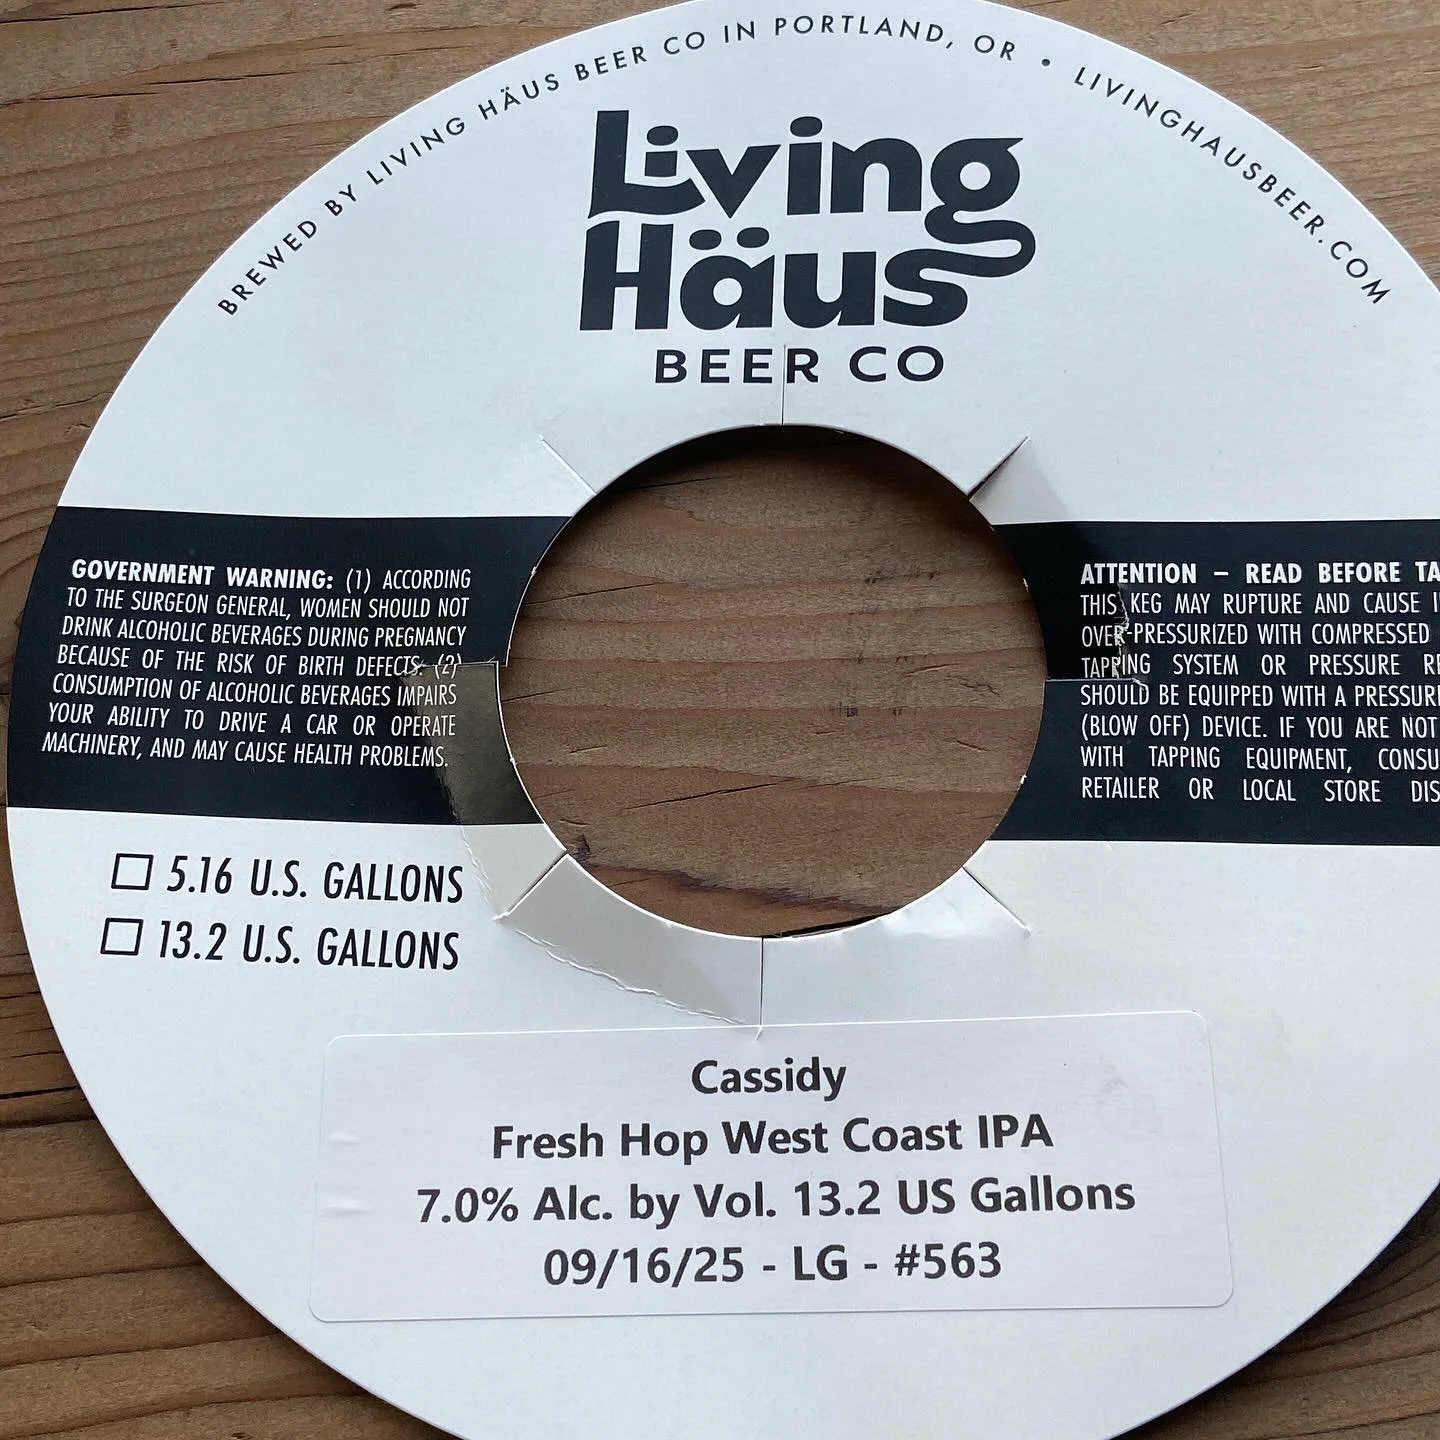 BREWED BY LIVING HÄUS BEER CO IN PORTLAND, OR • LIVINGHAUSBEER.COM
Living
Häus
BEER CO
GOVERNMENT WARNING: (1) ACCORDING
TO THE SURGEON GENERAL, WOMEN SHOULD NOT
DRINK ALCOHOLIC BEVERAGES DURING PREGNANCY
BECAUSE OF THE RISK OF BIRTH DEFECTS. (2)
CONSUMPTION OF ALCOHOLIC BEVERAGES IMPAIRS
YOUR ABILITY TO DRIVE A CAR OR OPERATE
MACHINERY, AND MAY CAUSE HEALTH PROBLEMS.
ATTENTION – READ BEFORE
THIS KEG MAY RUPTURE AND CAUSE
OVER-PRESSURIZED WITH COMPRESSED
TAPPING SYSTEM OR PRESSURE
SHOULD BE EQUIPPED WITH A
(BLOW OFF) DEVICE. IF YOU ARE NOT
WITH TAPPING EQUIPMENT,
RETAILER OR LOCAL STORE
5.16 U.S. GALLONS
13.2 U.S. GALLONS
Cassidy
Fresh Hop West Coast IPA
7.0% Alc. by Vol. 13.2 US Gallons
09/16/25 - LG - #563